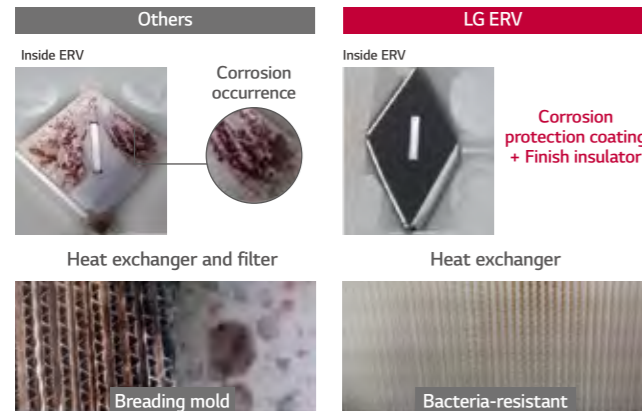 Others
LG ERV
Inside ERV
Corrosion
occurrence
Inside ERV
Corrosion
protection coating
+ Finish insulator
Heat exchanger and filter
Heat exchanger
Breading mold
Bacteria-resistant